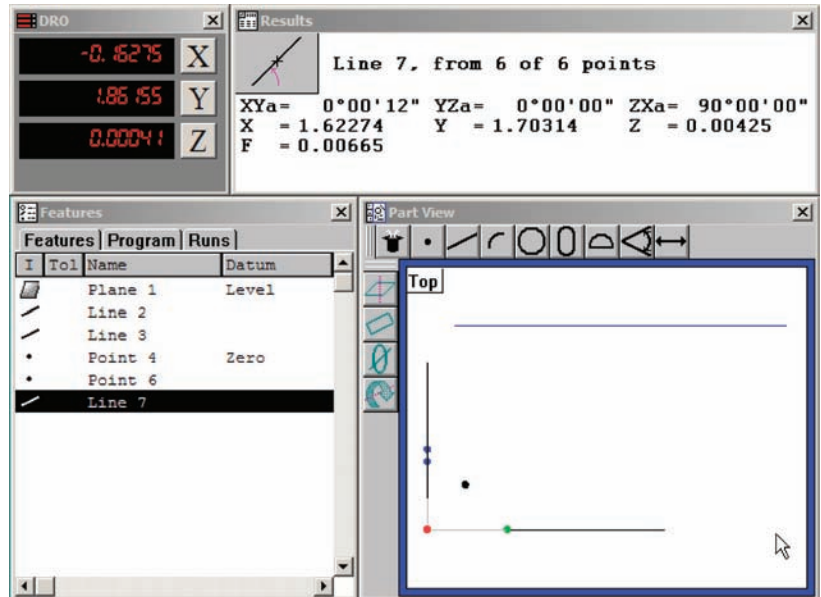 DRO
-0.16275 X
1.86155 Y
0.00041 Z
Results
Line 7, from 6 of 6 points
XYa= 0°00'12" YZa= 0°00'00" ZXa= 90°00'00"
X = 1.62274 Y = 1.70314 Z = 0.00425
F = 0.00665
Features
Features Program Runs
I Tol Name Datum
Plane 1 Level
Line 2
Line 3
Point 4 Zero
Point 6
Line 7
Part View
Top